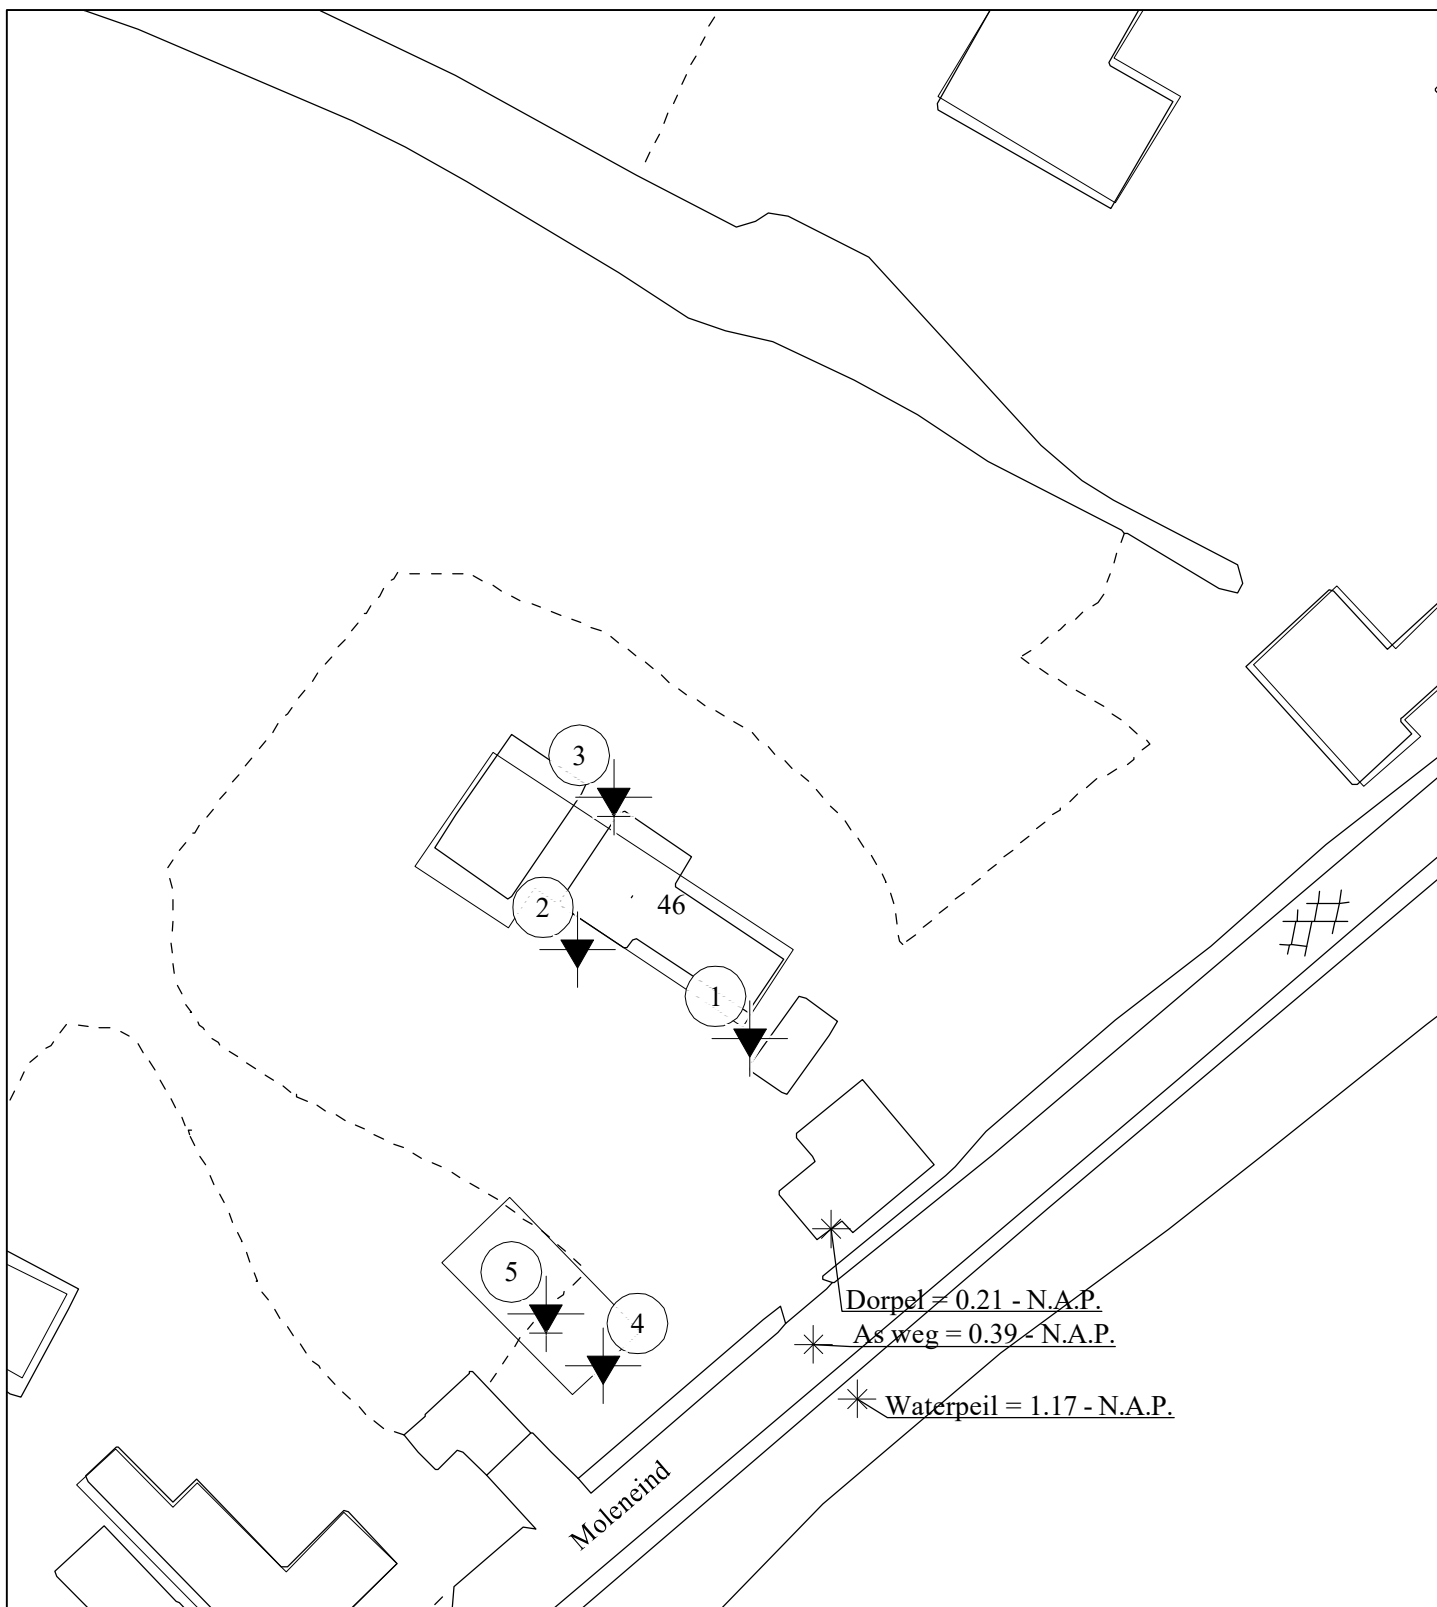 3
2
46
1
5
4
Dorpel = 0.21 - N.A.P.
As weg = 0.39 - N.A.P.
Waterpeil = 1.17 - N.A.P.
Moleneind